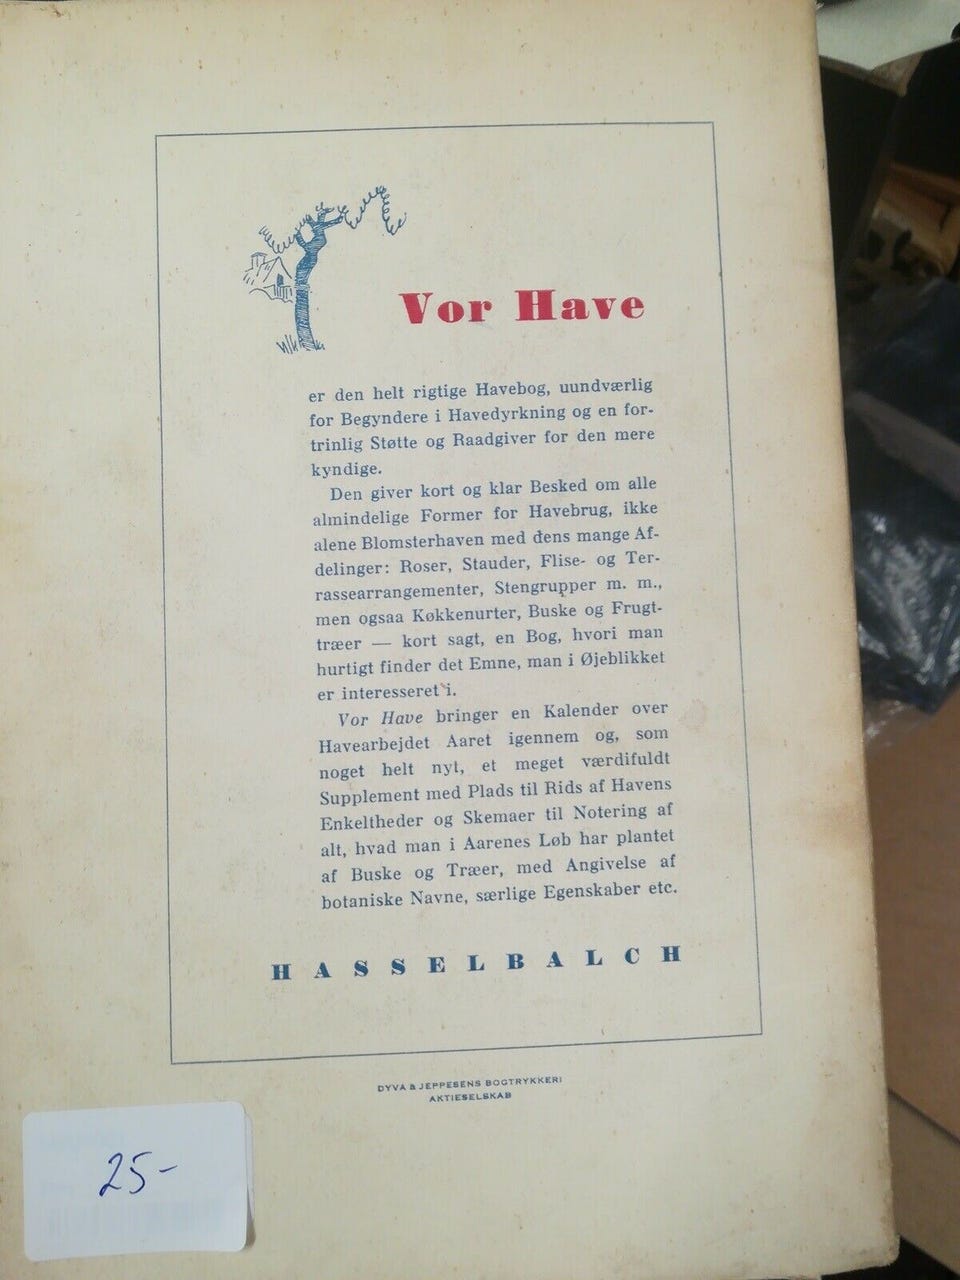 Vor Have
er den helt rigtige Havebog, uundværlig
for Begyndere i Havedyrkning og en for-
trinlig Støtte og Raadgiver for den mere
kyndige.
Den giver kort og klar Besked om alle
almindelige Former for Havebrug, ikke
alene Blomsterhaven med dens mange Af-
delinger: Roser, Stauder, Flise- og Ter-
rassearrangementer, Stengrupper m. m.,
men ogsaa Køkkenurter, Buske og Frugt-
træer — kort sagt, en Bog, hvori man
hurtigt finder det Emne, man i Øjeblikket
er interesseret i.
Vor Have bringer en Kalender over
Havearbejdet Aaret igennem og, som
noget helt nyt, et meget værdifuldt
Supplement med Plads til Rids af Havens
Enkeltheder og Skemaer til Notering af
alt, hvad man i Aarenes Løb har plantet
af Buske og Træer, med Angivelse af
botaniske Navne, særlige Egenskaber etc.
HASSELBALCH
DYVA & JEPPESENS BOGTRYKKERI
AKTIESELSKAB
25-